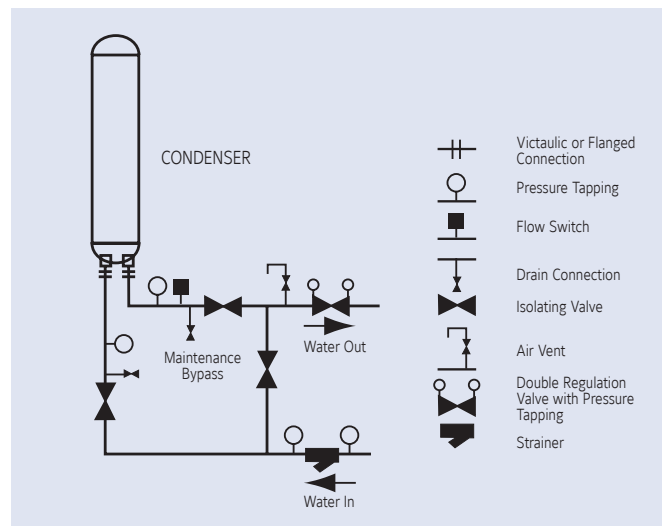 CONDENSER
Maintenance
Bypass
Water Out
Water In
Victaulic or Flanged
Connection
Pressure Tapping
Flow Switch
Drain Connection
Isolating Valve
Air Vent
Double Regulation
Valve with Pressure
Tapping
Strainer